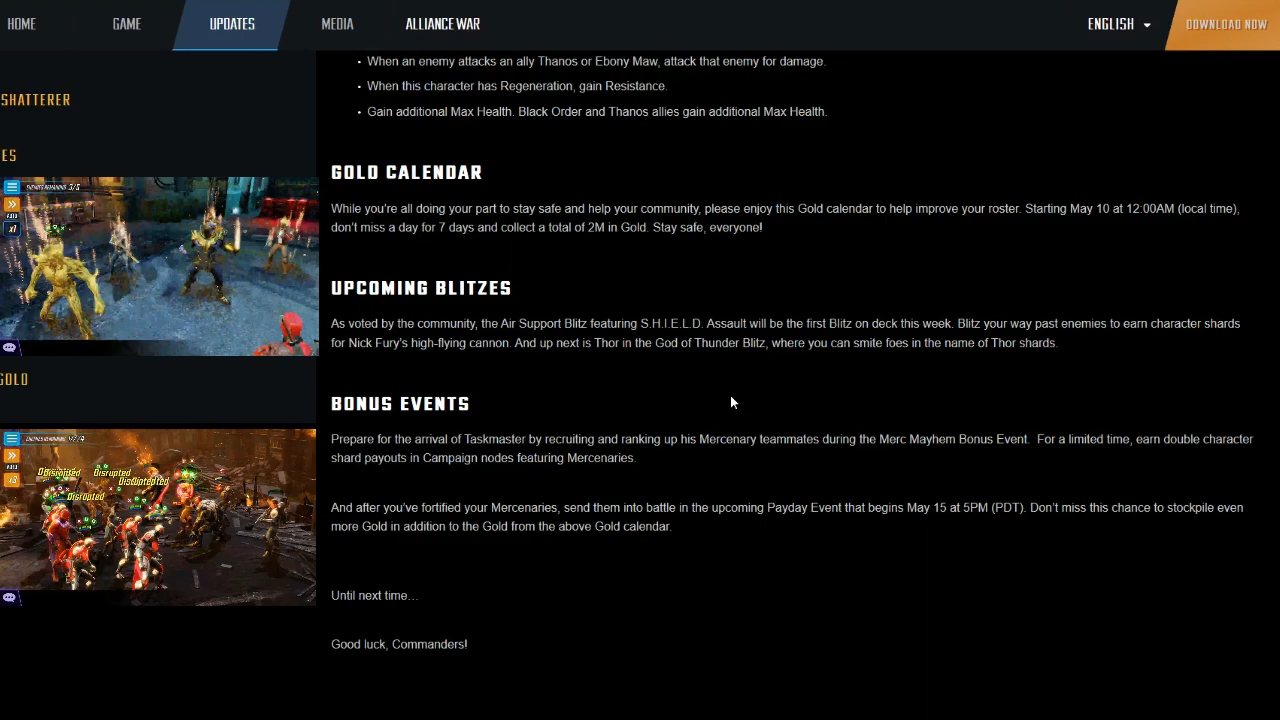 HOME GAME UPDATES MEDIA ALLIANCE WAR ENGLISH DOWNLOAD NOW
• When an enemy attacks an ally Thanos or Ebony Maw, attack that enemy for damage.
• When this character has Regeneration, gain Resistance.
SHATTERER
• Gain additional Max Health. Black Order and Thanos allies gain additional Max Health.
ES
GOLD CALENDAR
ENEMIES REMAINING 3/5
AUTO
X1
While you're all doing your part to stay safe and help your community, please enjoy this Gold calendar to help improve your roster. Starting May 10 at 12:00AM (local time),
don't miss a day for 7 days and collect a total of 2M in Gold. Stay safe, everyone!
UPCOMING BLITZES
As voted by the community, the Air Support Blitz featuring S.H.I.E.L.D. Assault will be the first Blitz on deck this week. Blitz your way past enemies to earn character shards
for Nick Fury's high-flying cannon. And up next is Thor in the God of Thunder Blitz, where you can smite foes in the name of Thor shards.
GOLD
BONUS EVENTS
ENEMIES REMAINING
AUTO
Disrupted
Disrupted
Disrupted
Prepare for the arrival of Taskmaster by recruiting and ranking up his Mercenary teammates during the Merc Mayhem Bonus Event. For a limited time, earn double character
shard payouts in Campaign nodes featuring Mercenaries.
And after you've fortified your Mercenaries, send them into battle in the upcoming Payday Event that begins May 15 at 5PM (PDT). Don't miss this chance to stockpile even
more Gold in addition to the Gold from the above Gold calendar.
Until next time…
Good luck, Commanders!